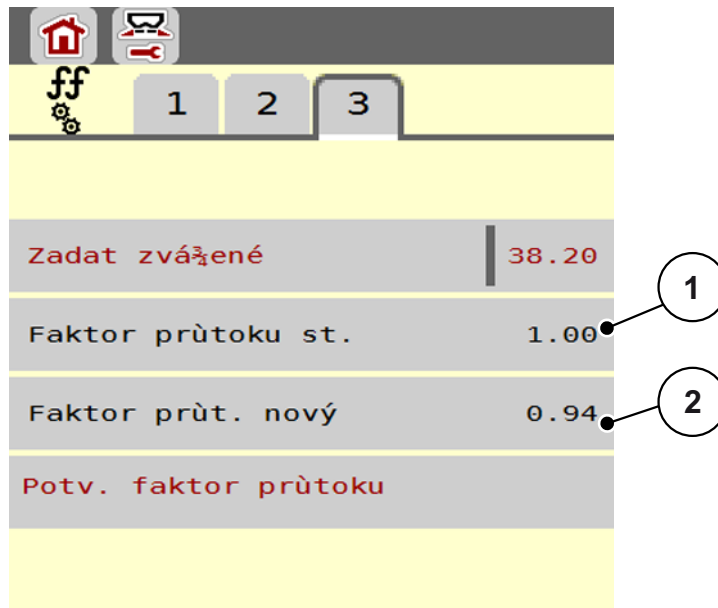 ff
1 2 3
Zadat zvá¾ené 38.20
1
Faktor prùtoku st. 1.00
2
Faktor prùt. nový 0.94
Potv. faktor prùtoku